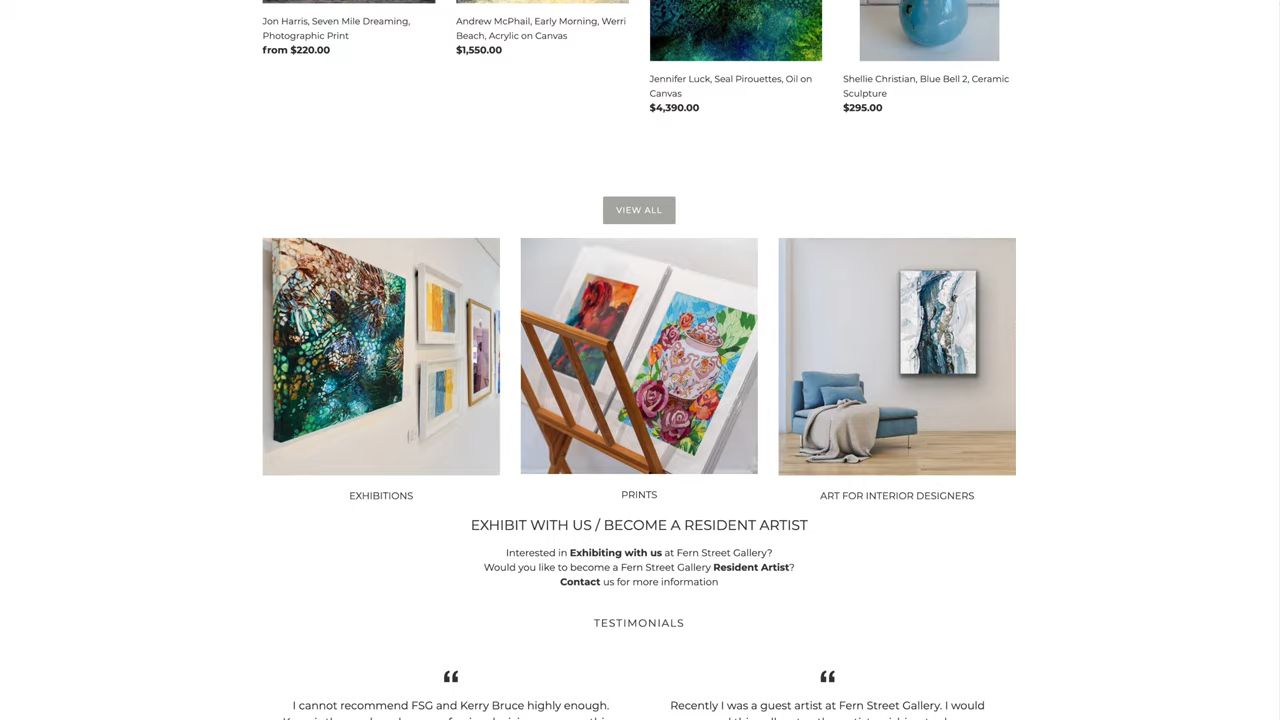 Jon Harris, Seven Mile Dreaming,
Photographic Print
from $220.00
Andrew McPhail, Early Morning, Werri
Beach, Acrylic on Canvas
$1,550.00
Jennifer Luck, Seal Pirouettes, Oil on
Canvas
$4,390.00
Shellie Christian, Blue Bell 2, Ceramic
Sculpture
$295.00
VIEW ALL
EXHIBITIONS
PRINTS
ART FOR INTERIOR DESIGNERS
EXHIBIT WITH US / BECOME A RESIDENT ARTIST
Interested in Exhibiting with us at Fern Street Gallery?
Would you like to become a Fern Street Gallery Resident Artist?
Contact us for more information
TESTIMONIALS
“
I cannot recommend FSG and Kerry Bruce highly enough.
“
Recently I was a guest artist at Fern Street Gallery. I would